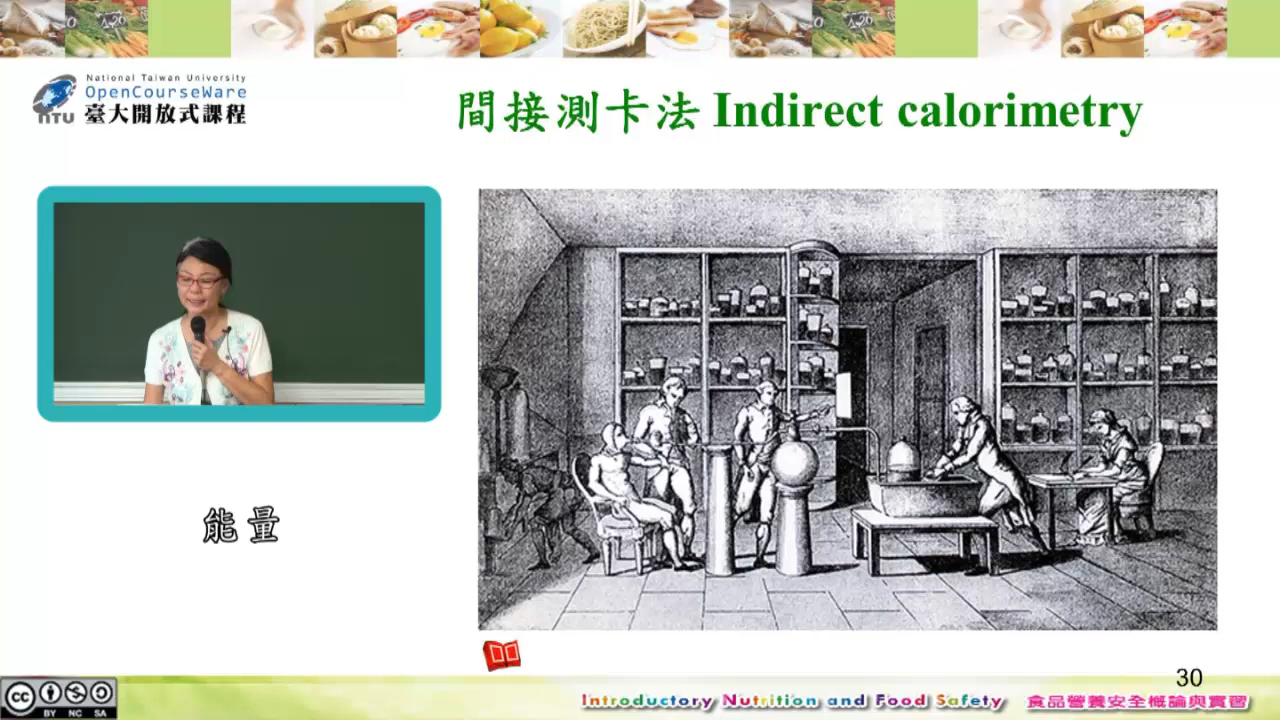 National Taiwan University
OpenCourseWare
NTU 臺大開放式課程
間接測卡法 Indirect calorimetry
能量
30
Introductory Nutrition and Food Safety 食品營養安全概論與實習
cc BY NC SA